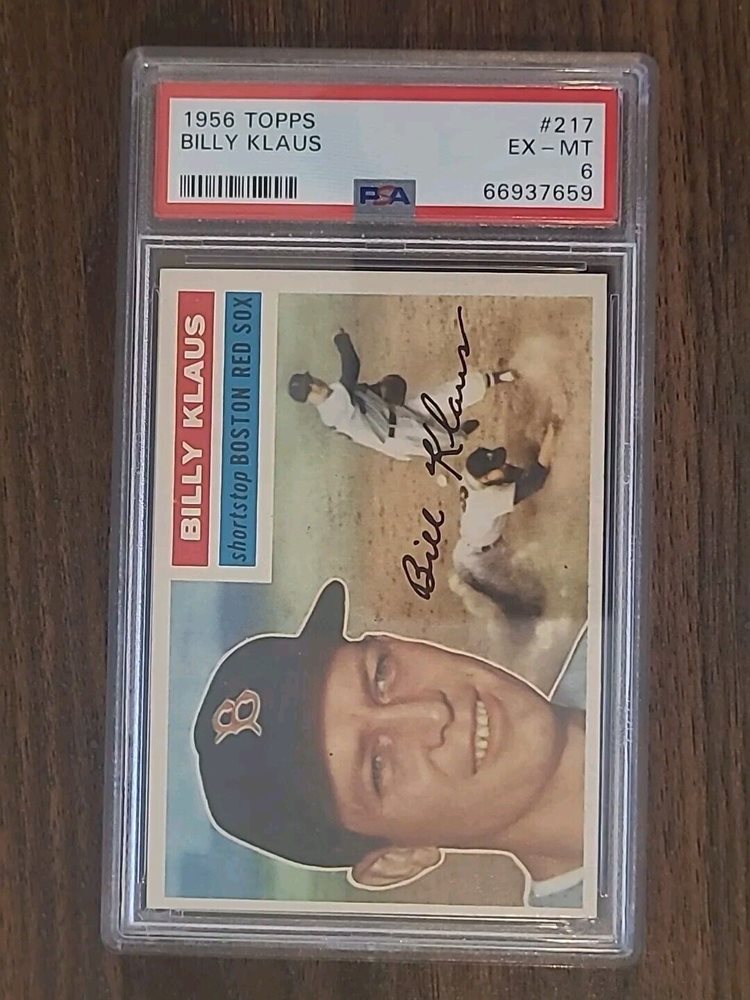 1956 TOPPS #217
BILLY KLAUS EX - MT
6
PSA 66937659
BILLY KLAUS
shortstop BOSTON RED SOX
Bill Klaus
B